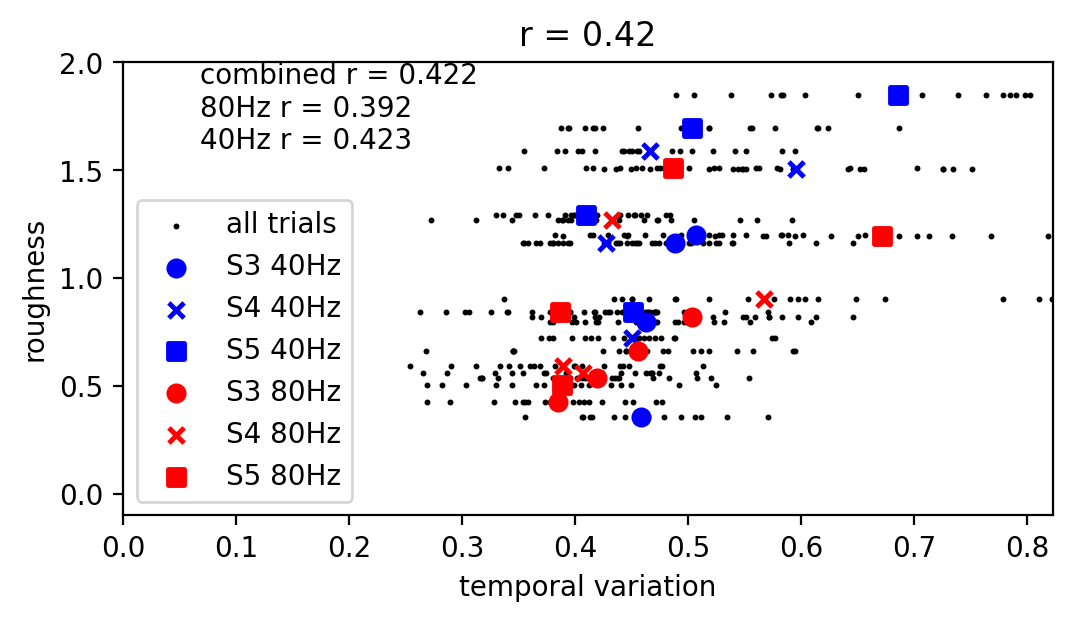 r = 0.42
combined r = 0.422
80Hz r = 0.392
40Hz r = 0.423
all trials
S3 40Hz
S4 40Hz
S5 40Hz
S3 80Hz
S4 80Hz
S5 80Hz
roughness
2.0
1.5
1.0
0.5
0.0
0.0 0.1 0.2 0.3 0.4 0.5 0.6 0.7 0.8
temporal variation